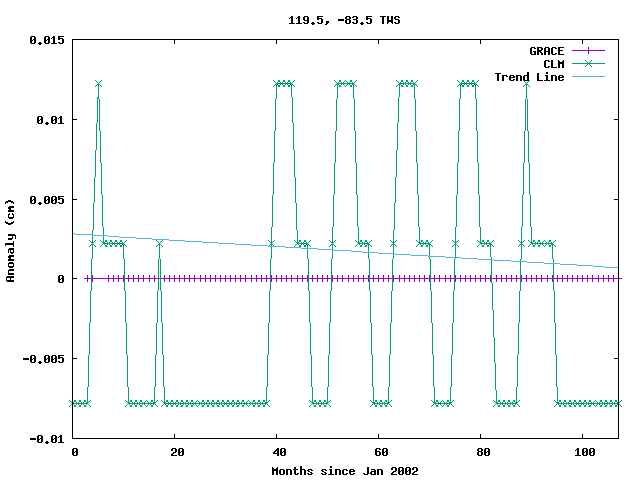 119.5, -83.5 TWS
GRACE
CLM
Trend Line
0.015
0.01
0.005
0
-0.005
-0.01
Anomaly (cm)
0 20 40 60 80 100
Months since Jan 2002